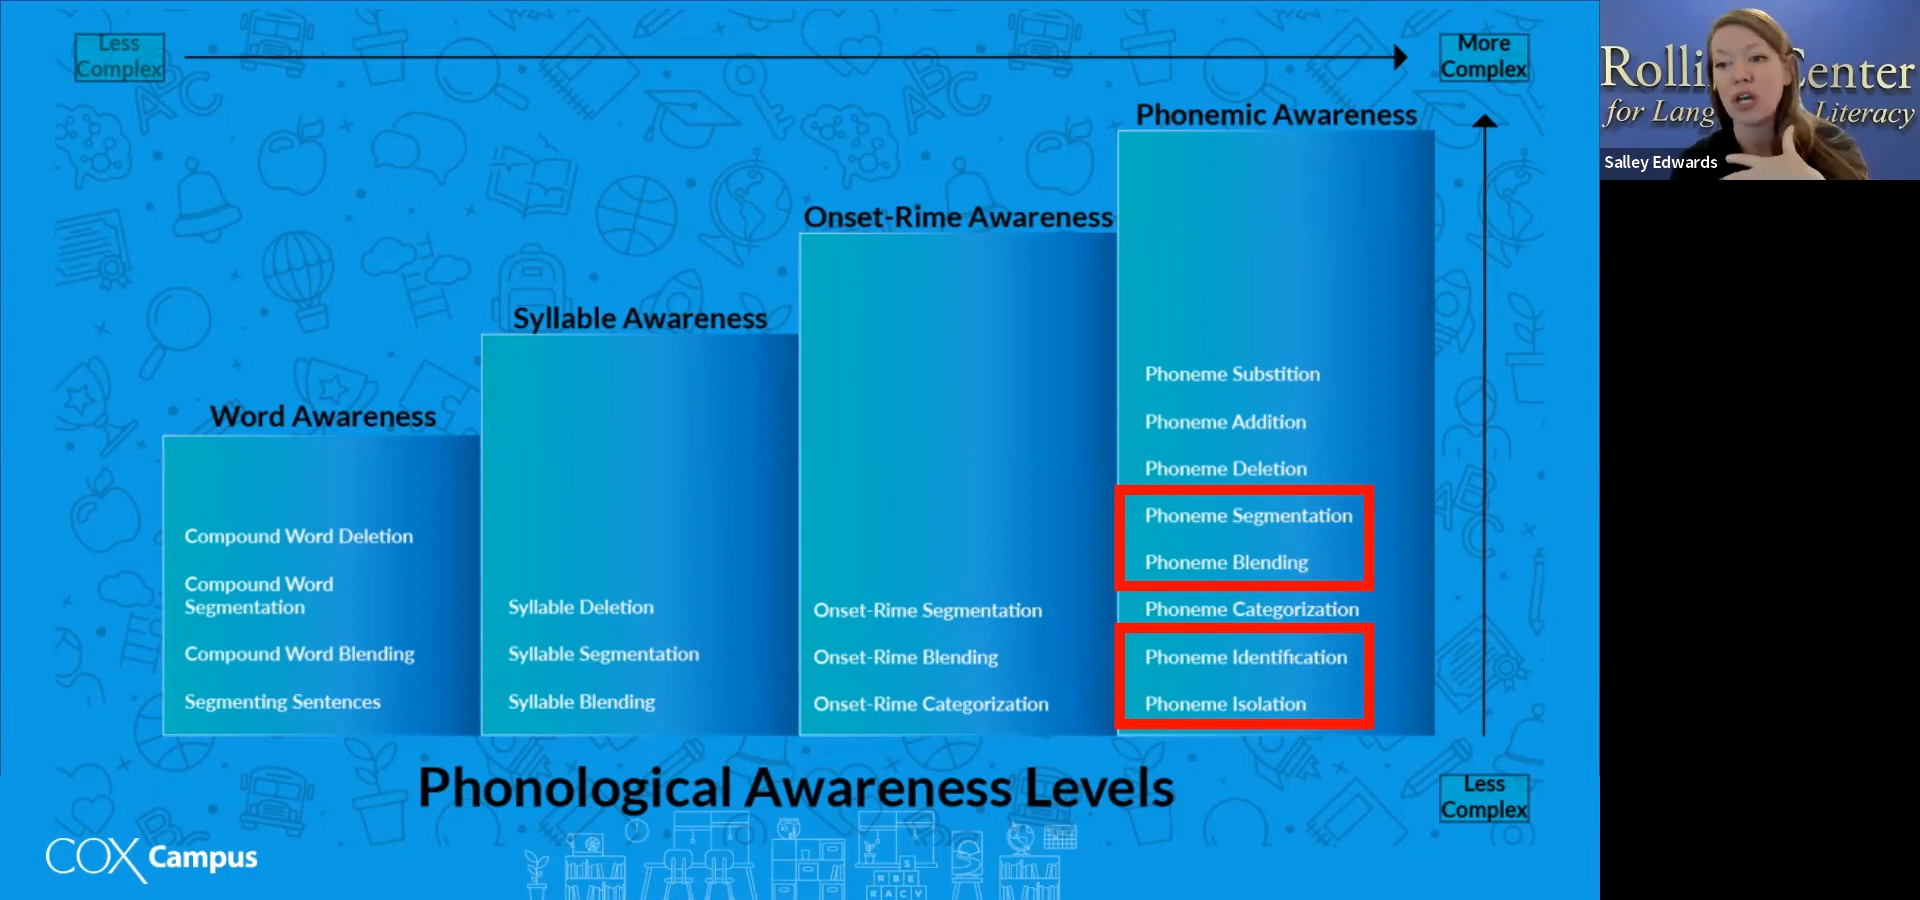 Less
Complex
More
Complex
Phonemic Awareness
Onset-Rime Awareness
Syllable Awareness
Word Awareness
Compound Word Deletion
Compound Word
Segmentation
Compound Word Blending
Segmenting Sentences
Syllable Deletion
Syllable Segmentation
Syllable Blending
Onset-Rime Segmentation
Onset-Rime Blending
Onset-Rime Categorization
Phoneme Substition
Phoneme Addition
Phoneme Deletion
Phoneme Segmentation
Phoneme Blending
Phoneme Categorization
Phoneme Identification
Phoneme Isolation
Phonological Awareness Levels
Less
Complex
COX Campus
Center
for Literacy
Salley Edwards